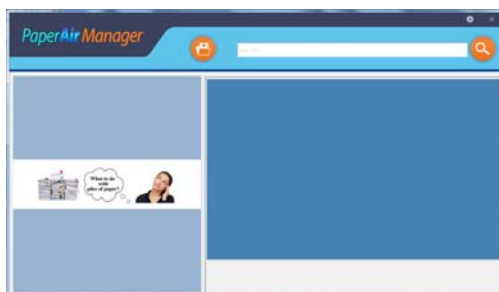 PaperAir Manager
What to do
with
piles of paper?